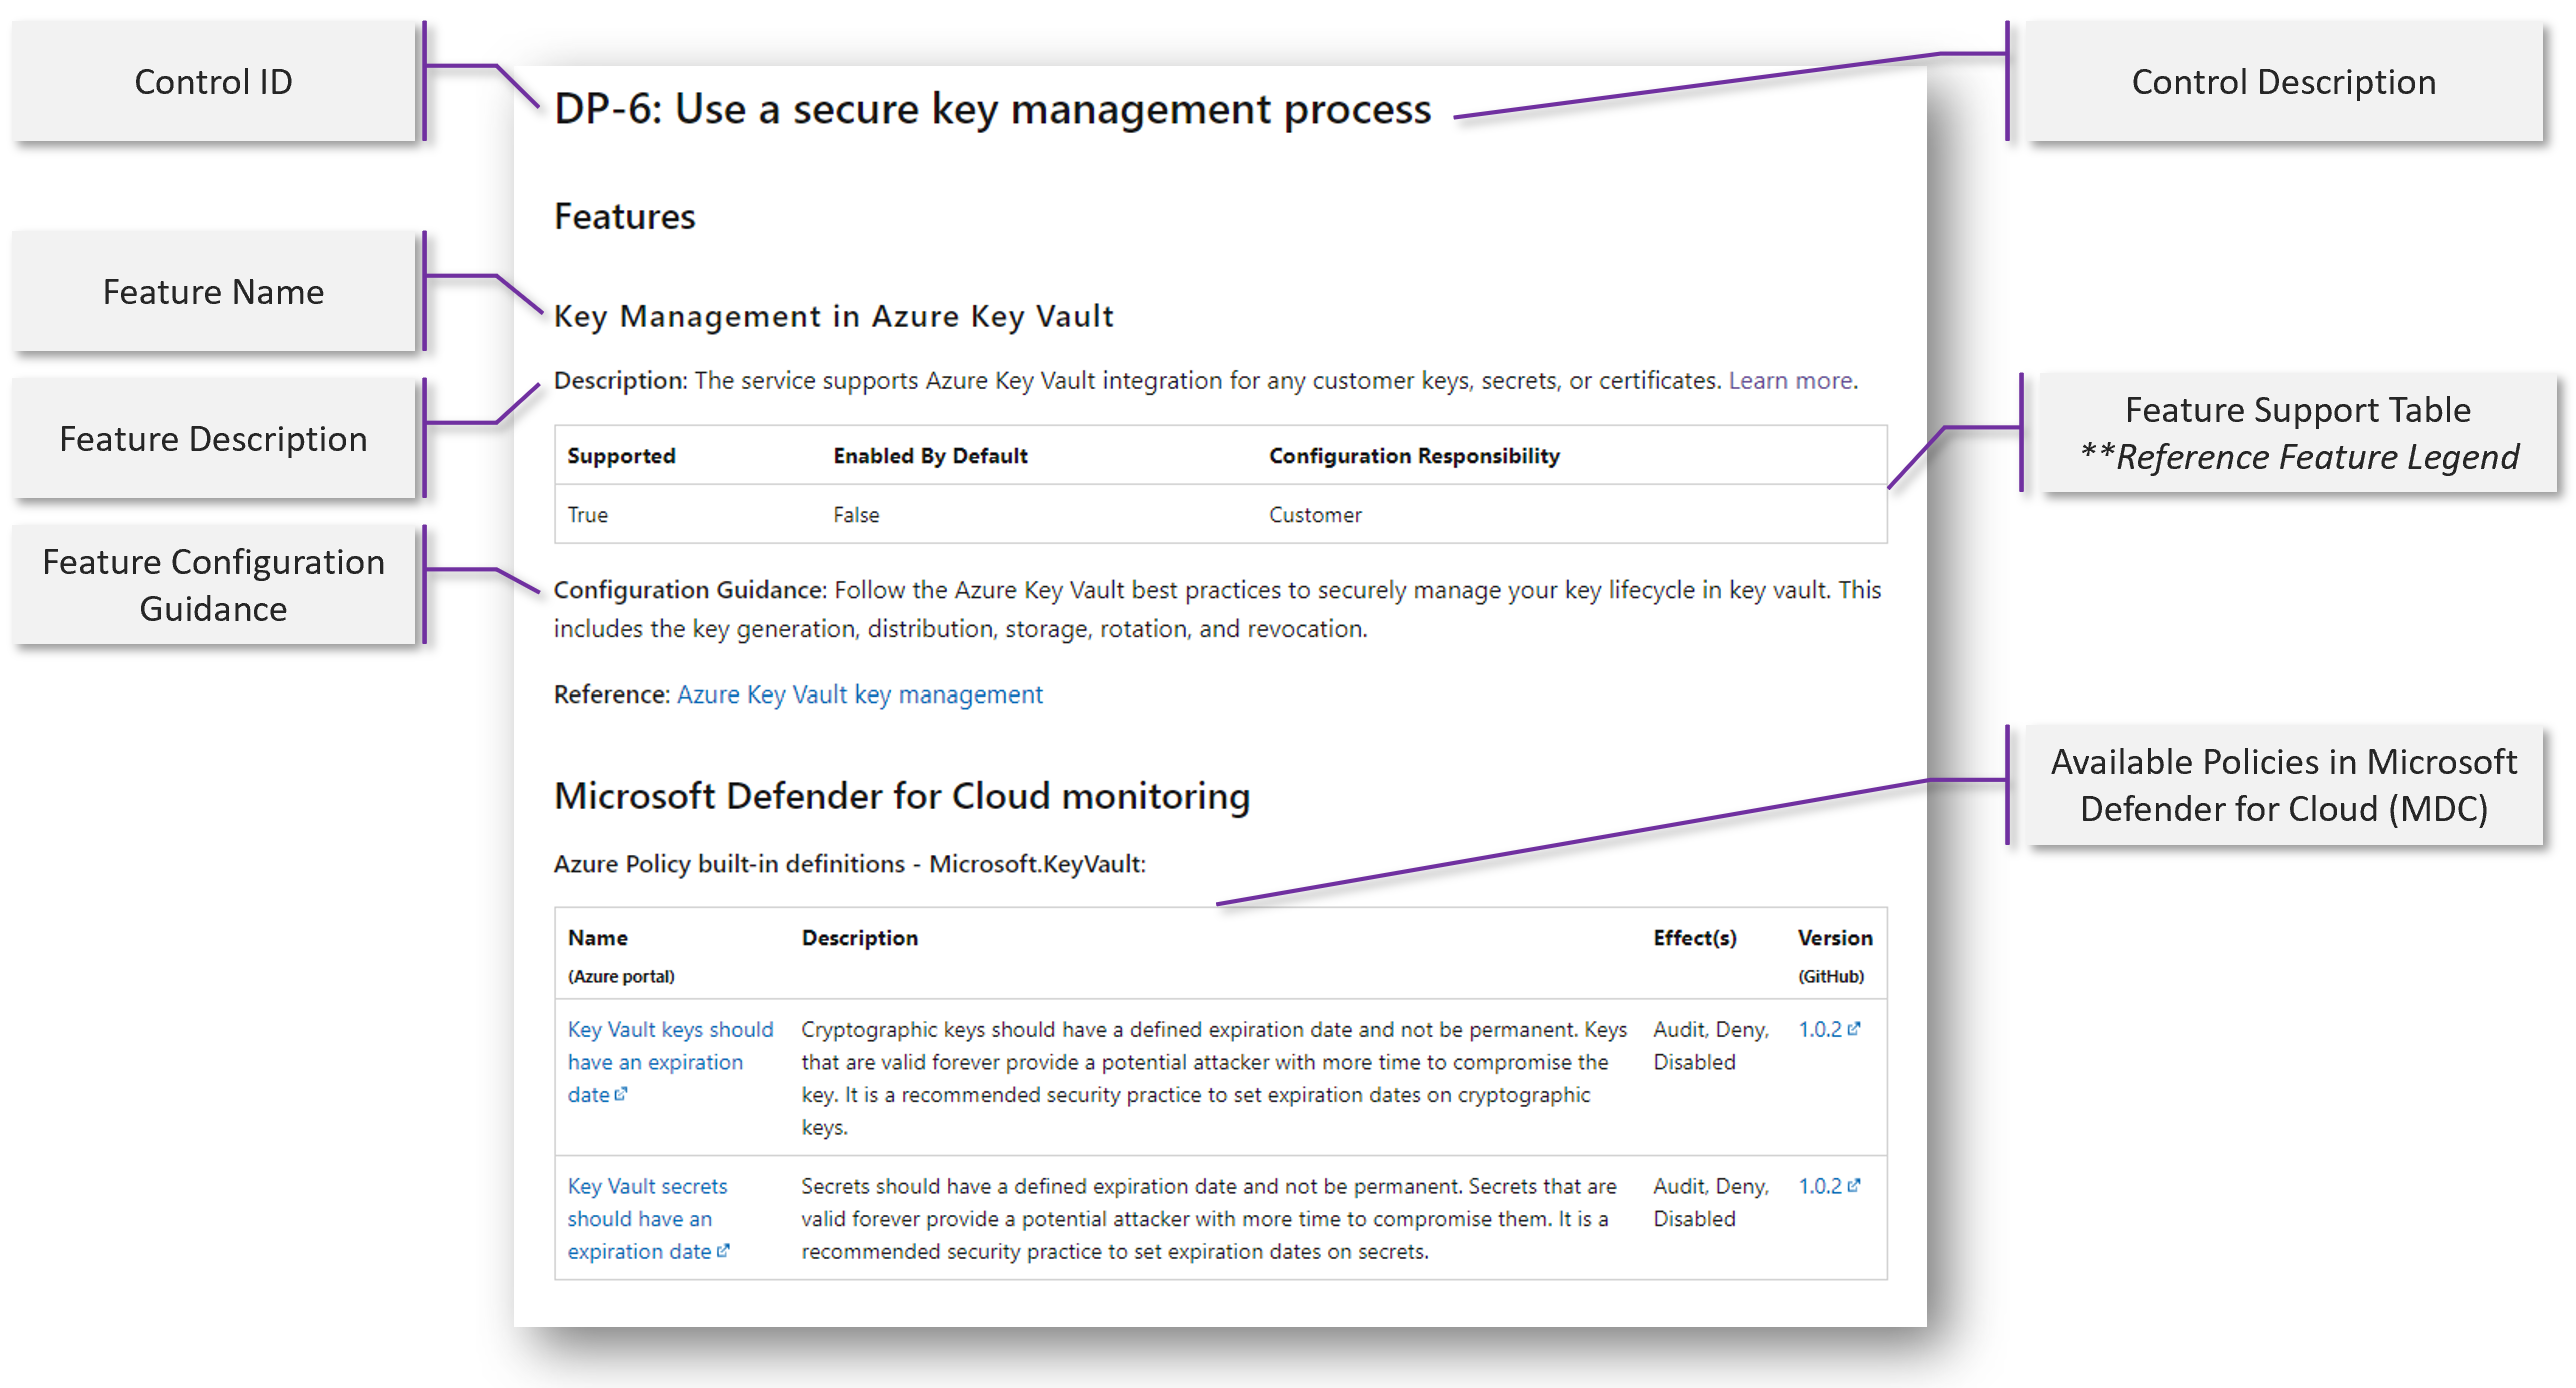 Control ID
Control Description
DP-6: Use a secure key management process
Features
Feature Name
Key Management in Azure Key Vault
Feature Description
Description: The service supports Azure Key Vault integration for any customer keys, secrets, or certificates. Learn more.
Feature Support Table
**Reference Feature Legend
Supported Enabled By Default Configuration Responsibility
True False Customer
Feature Configuration
Guidance
Configuration Guidance: Follow the Azure Key Vault best practices to securely manage your key lifecycle in key vault. This
includes the key generation, distribution, storage, rotation, and revocation.
Reference: Azure Key Vault key management
Available Policies in Microsoft
Defender for Cloud (MDC)
Microsoft Defender for Cloud monitoring
Azure Policy built-in definitions - Microsoft.KeyVault:
Name Description Effect(s) Version
(Azure portal) (GitHub)
Key Vault keys should Cryptographic keys should have a defined expiration date and not be permanent. Keys Audit, Deny, 1.0.2
have an expiration that are valid forever provide a potential attacker with more time to compromise the Disabled
date key. It is a recommended security practice to set expiration dates on cryptographic
keys.
Key Vault secrets Secrets should have a defined expiration date and not be permanent. Secrets that are Audit, Deny, 1.0.2
should have an valid forever provide a potential attacker with more time to compromise them. It is a Disabled
expiration date recommended security practice to set expiration dates on secrets.